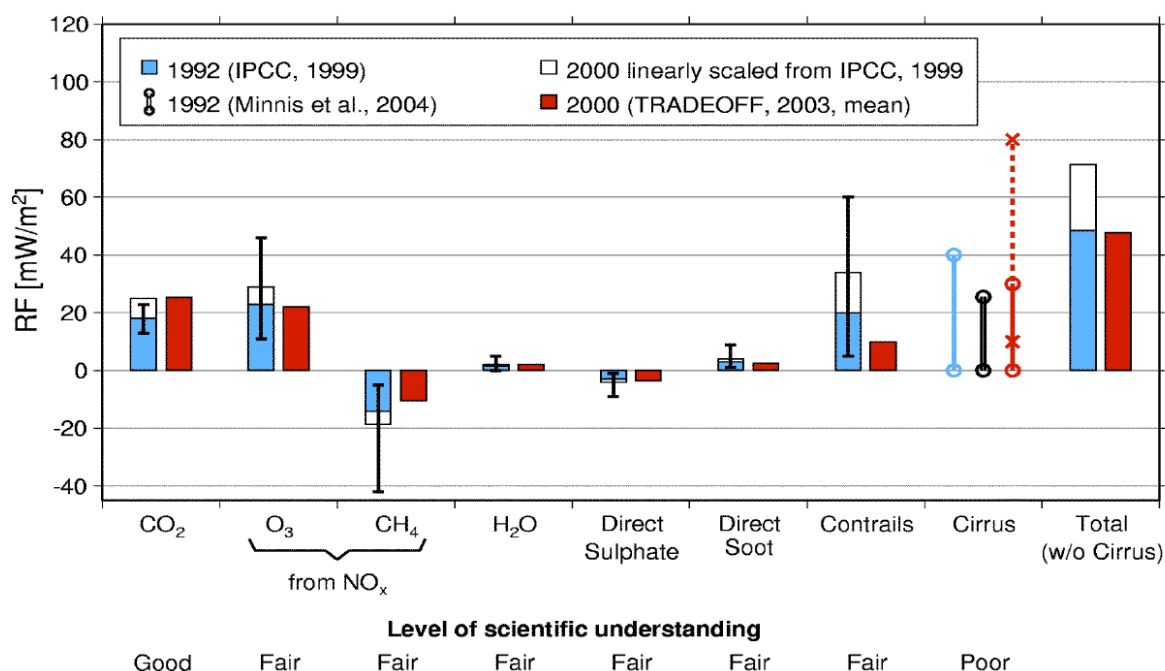 120
100
80
60
40
20
0
-20
-40
RF [mW/m²]
1992 (IPCC, 1999)
2000 linearly scaled from IPCC, 1999
1992 (Minnis et al., 2004)
2000 (TRADEOFF, 2003, mean)
CO₂
O₃
CH₄
H₂O
Direct
Sulphate
Direct
Soot
Contrails
Cirrus
Total
(w/o Cirrus)
from NOₓ
Level of scientific understanding
Good Fair Fair Fair Fair Fair Fair Poor